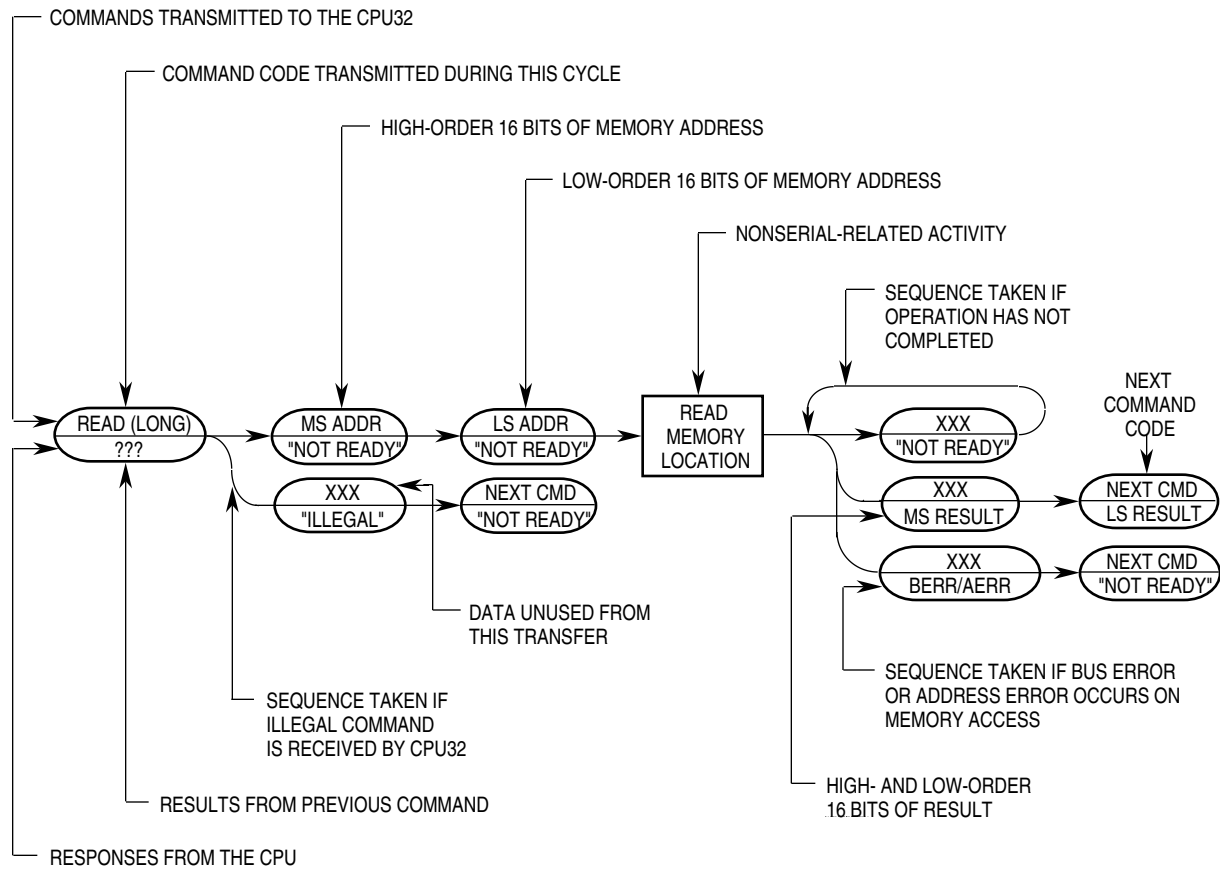 COMMANDS TRANSMITTED TO THE CPU32
COMMAND CODE TRANSMITTED DURING THIS CYCLE
HIGH-ORDER 16 BITS OF MEMORY ADDRESS
LOW-ORDER 16 BITS OF MEMORY ADDRESS
NONSERIAL-RELATED ACTIVITY
SEQUENCE TAKEN IF
OPERATION HAS NOT
COMPLETED
NEXT
COMMAND
CODE
READ (LONG)
???
MS ADDR
"NOT READY"
LS ADDR
"NOT READY"
READ
MEMORY
LOCATION
XXX
"NOT READY"
XXX
"ILLEGAL"
NEXT CMD
"NOT READY"
XXX
MS RESULT
NEXT CMD
LS RESULT
XXX
BERR/AERR
NEXT CMD
"NOT READY"
DATA UNUSED FROM
THIS TRANSFER
SEQUENCE TAKEN IF
ILLEGAL COMMAND
IS RECEIVED BY CPU32
SEQUENCE TAKEN IF BUS ERROR
OR ADDRESS ERROR OCCURS ON
MEMORY ACCESS
HIGH- AND LOW-ORDER
16 BITS OF RESULT
RESULTS FROM PREVIOUS COMMAND
RESPONSES FROM THE CPU